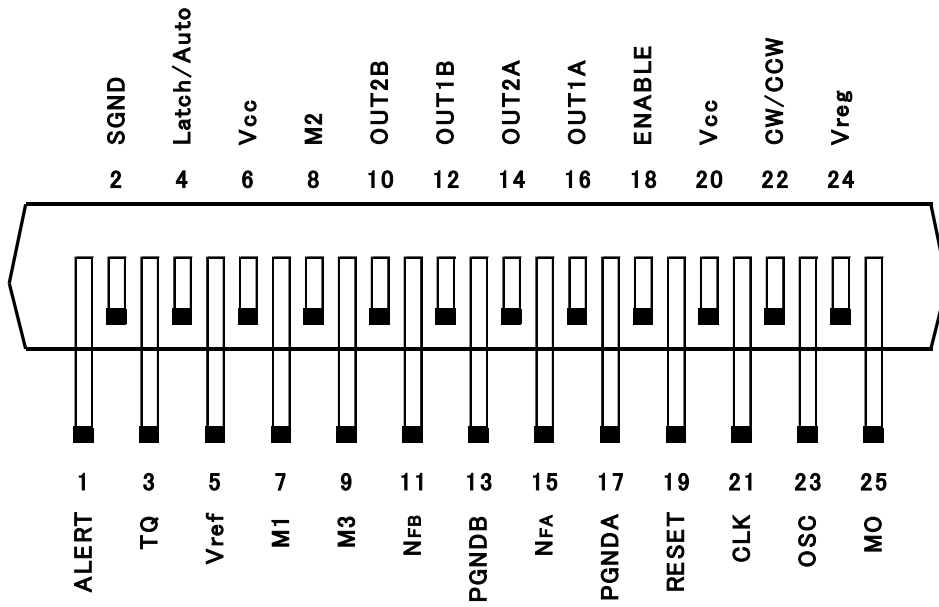 SGND Latch/Auto Vcc M2 OUT2B OUT1B OUT2A OUT1A ENABLE Vcc CW/CCW Vreg
2 4 6 8 10 12 14 16 18 20 22 24
1 3 5 7 9 11 13 15 17 19 21 23 25
ALERT TQ Vref M1 M3 NFB PGNDB NFA PGNDA RESET CLK OSC MO